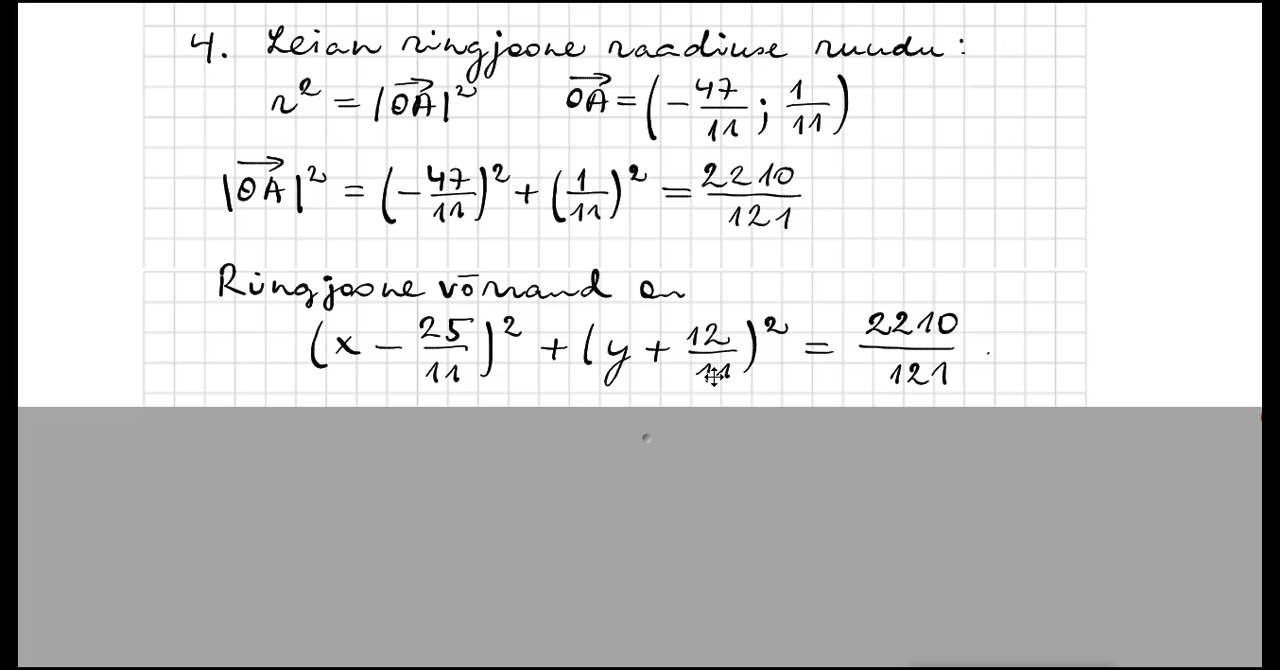 4. Leian ringjoone raadiuse ruudu:
r² = |OA⃗|² OA⃗ = (-47/11; 1/11)
|OA⃗|² = (-47/11)² + (1/11)² = 2210/121
Ringjoone võrrand on
(x - 25/11)² + (y + 12/11)² = 2210/121.